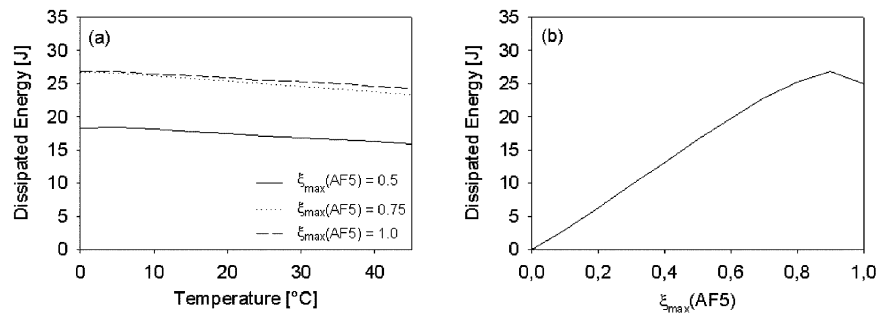 (a)
Dissipated Energy [J]
35
30
25
20
15
10
5
0
ξmax(AF5) = 0.5
ξmax(AF5) = 0.75
ξmax(AF5) = 1.0
0 10 20 30 40
Temperature [°C]
(b)
Dissipated Energy [J]
35
30
25
20
15
10
5
0
0,0 0,2 0,4 0,6 0,8 1,0
ξmax(AF5)